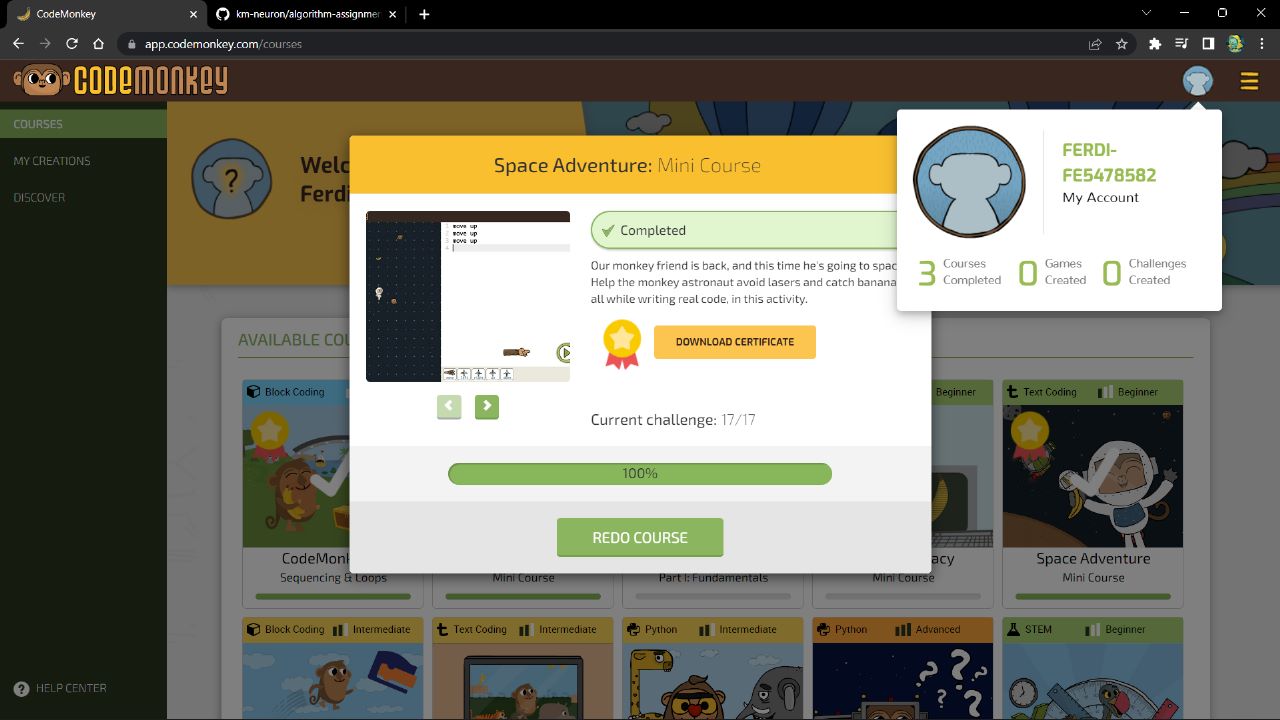 CodeMonkey
km-neuron/algorithm-assignmer
app.codemonkey.com/courses
CODEMONKEY
COURSES
MY CREATIONS
DISCOVER
HELP CENTER
Welc
Ferdi
Space Adventure: Mini Course
move up
move up
move up
Completed
Our monkey friend is back, and this time he's going to spac
Help the monkey astronaut avoid lasers and catch banana
all while writing real code, in this activity.
DOWNLOAD CERTIFICATE
Current challenge: 17/17
100%
REDO COURSE
FERDI-
FE5478582
My Account
3 Courses Completed
0 Games Created
0 Challenges Created
AVAILABLE COU
Block Coding
Beginner
Text Coding Beginner
CodeMonk
Sequencing & Loops
Mini Course
Part I: Fundamentals
acy
Mini Course
Space Adventure
Mini Course
Block Coding Intermediate
Text Coding Intermediate
Python Intermediate
Python Advanced
STEM Beginner